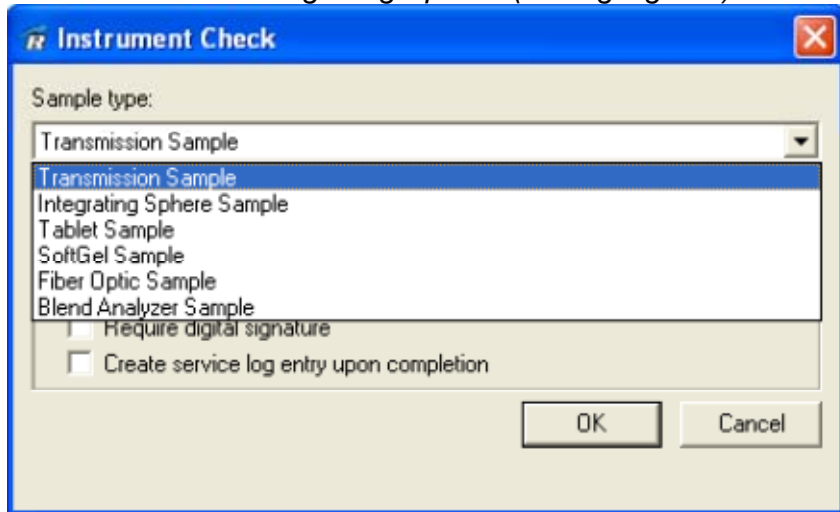 Instrument Check
Sample type:
Transmission Sample
Transmission Sample
Integrating Sphere Sample
Tablet Sample
SoftGel Sample
Fiber Optic Sample
Blend Analyzer Sample
Require digital signature
Create service log entry upon completion
OK Cancel